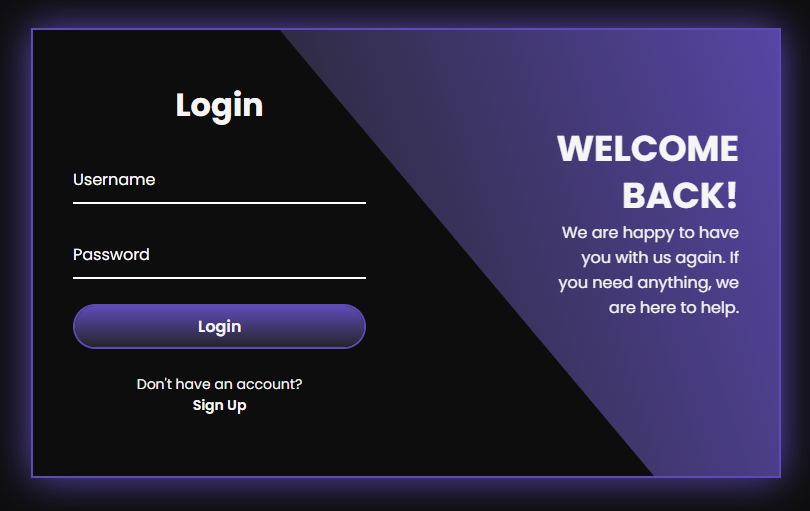 Login
Username
Password
Login
Don't have an account?
Sign Up
WELCOME
BACK!
We are happy to have
you with us again. If
you need anything, we
are here to help.